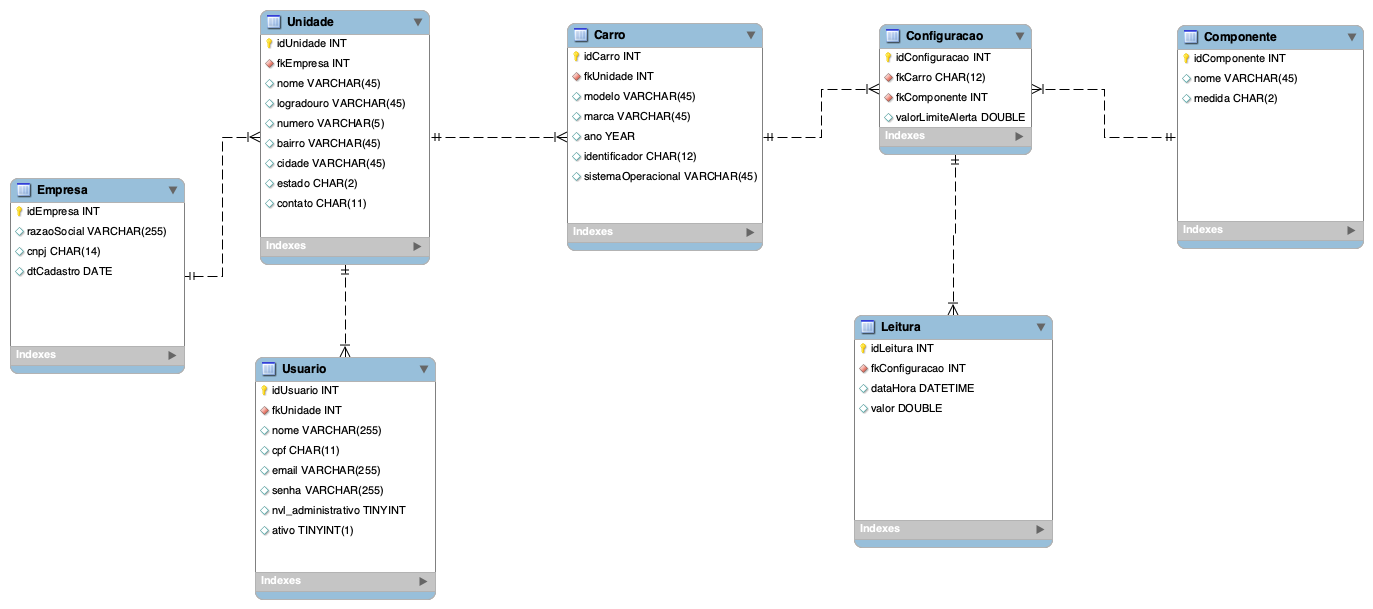 Unidade
idUnidade INT
fkEmpresa INT
nome VARCHAR(45)
logradouro VARCHAR(45)
numero VARCHAR(5)
bairro VARCHAR(45)
cidade VARCHAR(45)
estado CHAR(2)
contato CHAR(11)
Indexes
Carro
idCarro INT
fkUnidade INT
modelo VARCHAR(45)
marca VARCHAR(45)
ano YEAR
identificador CHAR(12)
sistemaOperacional VARCHAR(45)
Indexes
Configuracao
idConfiguracao INT
fkCarro CHAR(12)
fkComponente INT
valorLimiteAlerta DOUBLE
Indexes
Componente
idComponente INT
nome VARCHAR(45)
medida CHAR(2)
Indexes
Empresa
idEmpresa INT
razaoSocial VARCHAR(255)
cnpj CHAR(14)
dtCadastro DATE
Indexes
Usuario
idUsuario INT
fkUnidade INT
nome VARCHAR(255)
cpf CHAR(11)
email VARCHAR(255)
senha VARCHAR(255)
nvl_administrativo TINYINT
ativo TINYINT(1)
Indexes
Leitura
idLeitura INT
fkConfiguracao INT
dataHora DATETIME
valor DOUBLE
Indexes